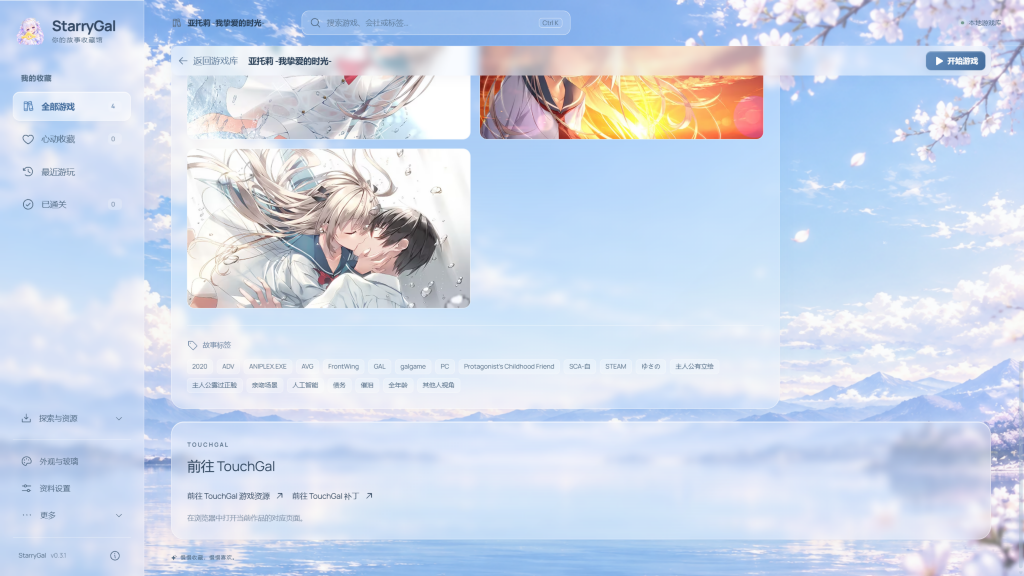 StarryGal
你的故事收藏馆
亚托莉 -我挚爱的时光-
搜索游戏、会社或标签...
Ctrl K
本地游戏库
返回游戏库
亚托莉 -我挚爱的时光-
开始游戏
我的收藏
全部游戏 4
心动收藏 0
最近游玩
已通关 0
故事标签
2020 ADV ANIPLEX.EXE AVG FrontWing GAL galgame PC Protagonist's Childhood Friend SCA-自 STEAM ゆさの 主人公有立绘
主人公露过正脸 亲吻场景 人工智能 债务 催泪 全年龄 其他人视角
探索与资源
外观与玻璃
资料设置
更多
StarryGal v0.3.1
TOUCHGAL
前往 TouchGal
前往 TouchGal 游戏资源 ↗ 前往 TouchGal 补丁 ↗
在浏览器中打开当前作品的对应页面。